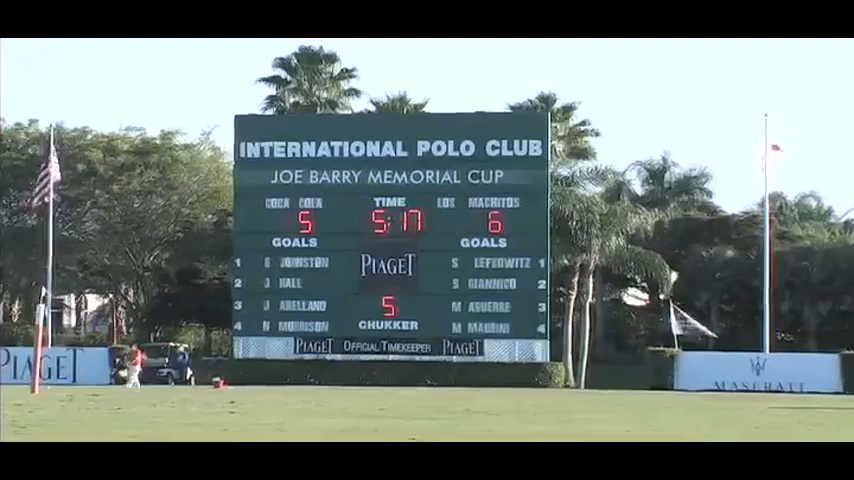 INTERNATIONAL POLO CLUB
JOE BARRY MEMORIAL CUP
COCA COLA TIME LOS MACHITOS
5 5:17 6
GOALS GOALS
1 G JOHNSTON PIAGET S LEFKOWITZ 1
2 J HALL S GIANNICO 2
3 J ARELLANO 5 M AGUERRE 3
4 N MORRISON CHUKKER M 4
PIAGET OFFICIAL TIMEKEEPER PIAGET
PIAGET
MASERATI